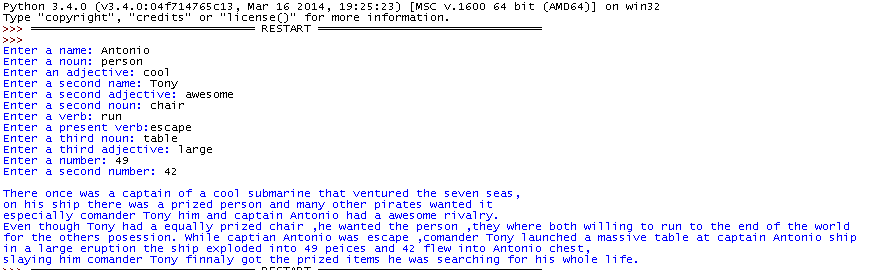 Python 3.4.0 (v3.4.0:04f714765c13, Mar 16 2014, 19:25:23) [MSC v.1600 64 bit (AMD64)] on win32
Type "copyright", "credits" or "license()" for more information.
>>> ================================ RESTART ================================
>>>
Enter a name: Antonio
Enter a noun: person
Enter an adjective: cool
Enter a second name: Tony
Enter a second adjective: awesome
Enter a second noun: chair
Enter a verb: run
Enter a present verb:escape
Enter a third noun: table
Enter a third adjective: large
Enter a number: 49
Enter a second number: 42

There once was a captain of a cool submarine that ventured the seven seas,
on his ship there was a prized person and many other pirates wanted it
especially comander Tony him and captain Antonio had a awesome rivalry.
Even though Tony had a equally prized chair ,he wanted the person ,they where both willing to run to the end of the world
for the others posession. While captian Antonio was escape ,comander Tony launched a massive table at captain Antonio ship
in a large eruption the ship exploded into 49 peices and 42 flew into Antonio chest,
slaying him comander Tony finnaly got the prized items he was searching for his whole life.
>>> ================================ RESTART ================================